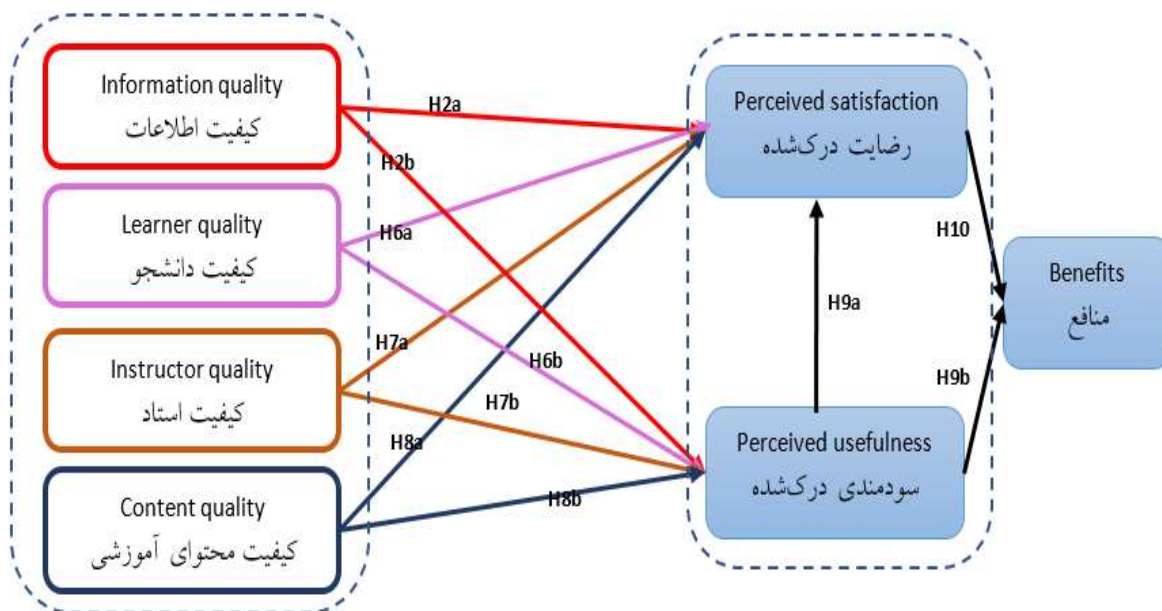 Information quality
کیفیت اطلاعات
Learner quality
کیفیت دانشجو
Instructor quality
کیفیت استاد
Content quality
کیفیت محتوای آموزشی
H2a
H2b
H6a
H7a
H6b
H7b
H8a
H8b
Perceived satisfaction
رضایت درک‌شده
H9a
Perceived usefulness
سودمندی درک‌شده
H10
H9b
Benefits
منافع